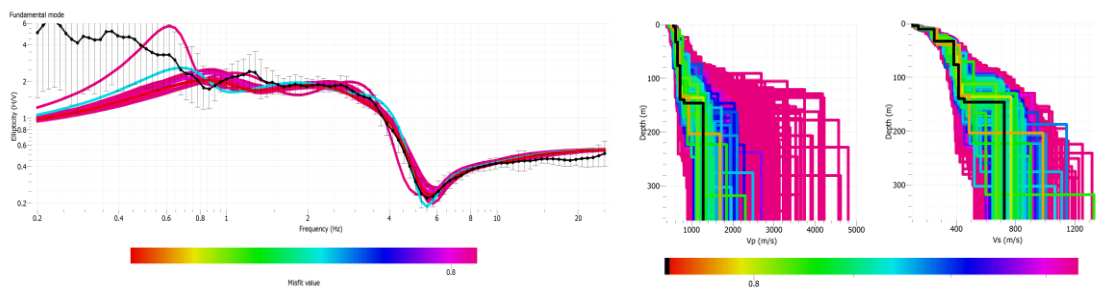 Fundamental mode
Ellipticity (H/V)
6
4
2
1
0.8
0.6
0.4
0.2
0.2 0.4 0.6 0.8 1 2 4 6 8 10 20
Frequency (Hz)
0.8
Misfit value
Depth (m)
0
100
200
300
1000 2000 3000 4000 5000
Vp (m/s)
Depth (m)
0
100
200
300
400 800 1200
Vs (m/s)
0.8